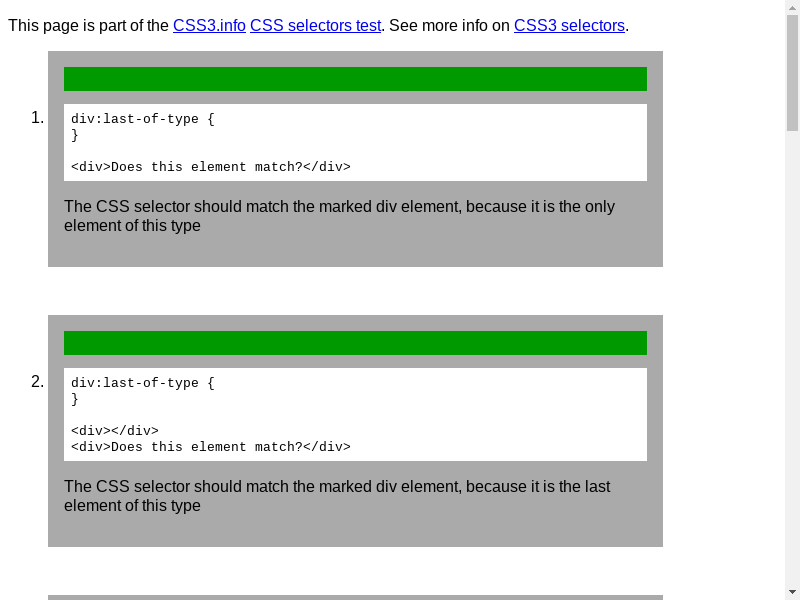 This page is part of the CSS3.info CSS selectors test. See more info on CSS3 selectors.
1.
div:last-of-type {
}
<div>Does this element match?</div>
The CSS selector should match the marked div element, because it is the only
element of this type
2.
div:last-of-type {
}
<div></div>
<div>Does this element match?</div>
The CSS selector should match the marked div element, because it is the last
element of this type